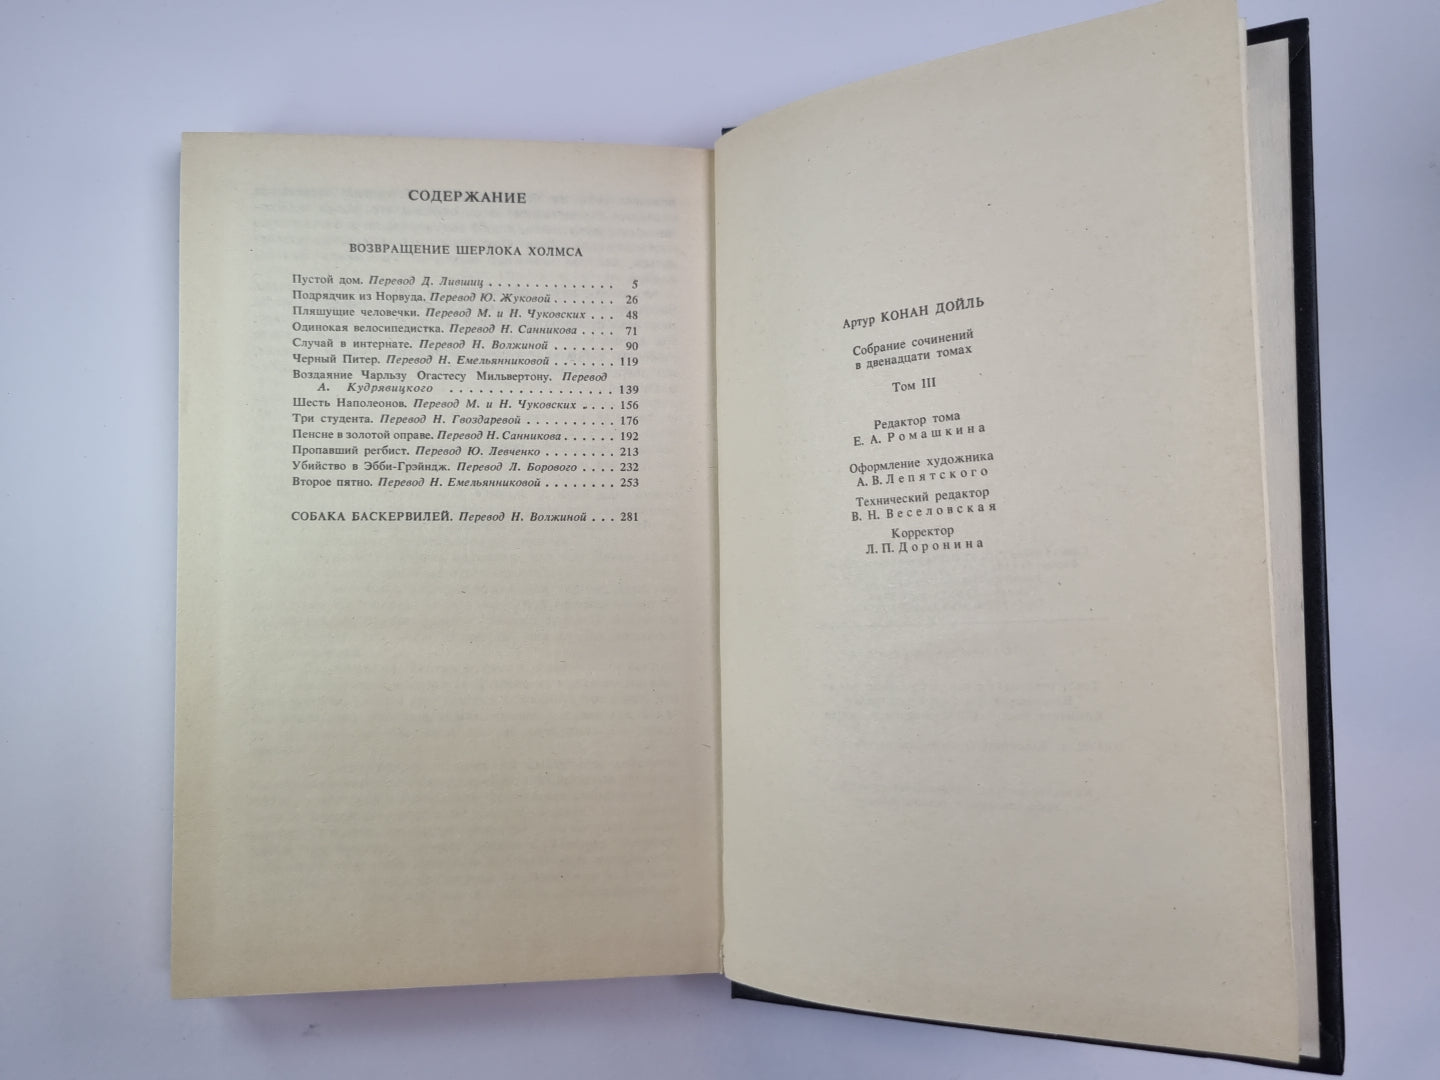 СОДЕРЖАНИЕ
ВОЗВРАЩЕНИЕ ШЕРЛОКА ХОЛМСА
Пустой дом. Перевод Д. Лившиц . . . . . . . . . . . . . . 5
Подрядчик из Норвуда. Перевод Ю. Жуковой . . . . . . . 26
Пляшущие человечки. Перевод М. и Н. Чуковских . . . 48
Одинокая велосипедистка. Перевод Н. Санникова . . . . 71
Случай в интернате. Перевод Н. Волжиной . . . . . . . 90
Черный Питер. Перевод Н. Емельянниковой . . . . . . . 119
Воздаяние Чарльзу Огастесу Мильвертону. Перевод
А. Кудрявицкого . . . . . . . . . . . . . . . . . 139
Шесть Наполеонов. Перевод М. и Н. Чуковских . . . . 156
Три студента. Перевод Н. Гвоздаревой . . . . . . . . . . 176
Пенсне в золотой оправе. Перевод Н. Санникова . . . . . . 192
Пропавший регбист. Перевод Ю. Левченко . . . . . . . . 213
Убийство в Эбби-Грэйндж. Перевод Л. Борового . . . . 232
Второе пятно. Перевод Н. Емельянниковой . . . . . . . . 253
СОБАКА БАСКЕРВИЛЕЙ. Перевод Н. Волжиной . . . 281
Артур КОНАН ДОЙЛЬ
Собрание сочинений
в двенадцати томах
Том III
Редактор тома
Е. А. Ромашкина
Оформление художника
А. В. Лепятского
Технический редактор
В. Н. Веселовская
Корректор
Л. П. Доронина